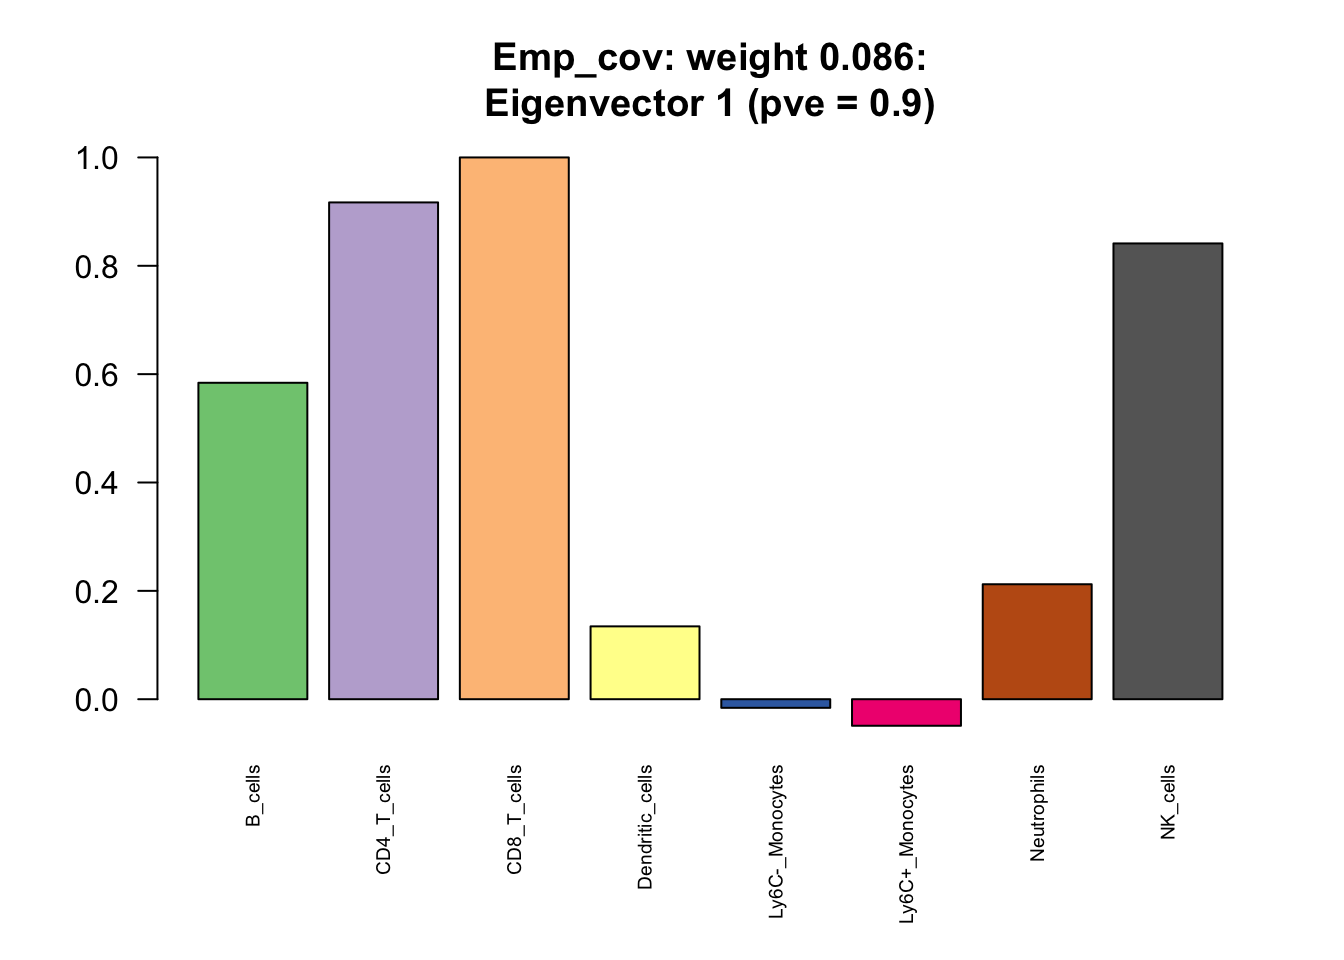 Emp_cov: weight 0.086:
Eigenvector 1 (pve = 0.9)
1.0
0.8
0.6
0.4
0.2
0.0
B_cells
CD4_T_cells
CD8_T_cells
Dendritic_cells
Ly6C-_Monocytes
Ly6C+_Monocytes
Neutrophils
NK_cells